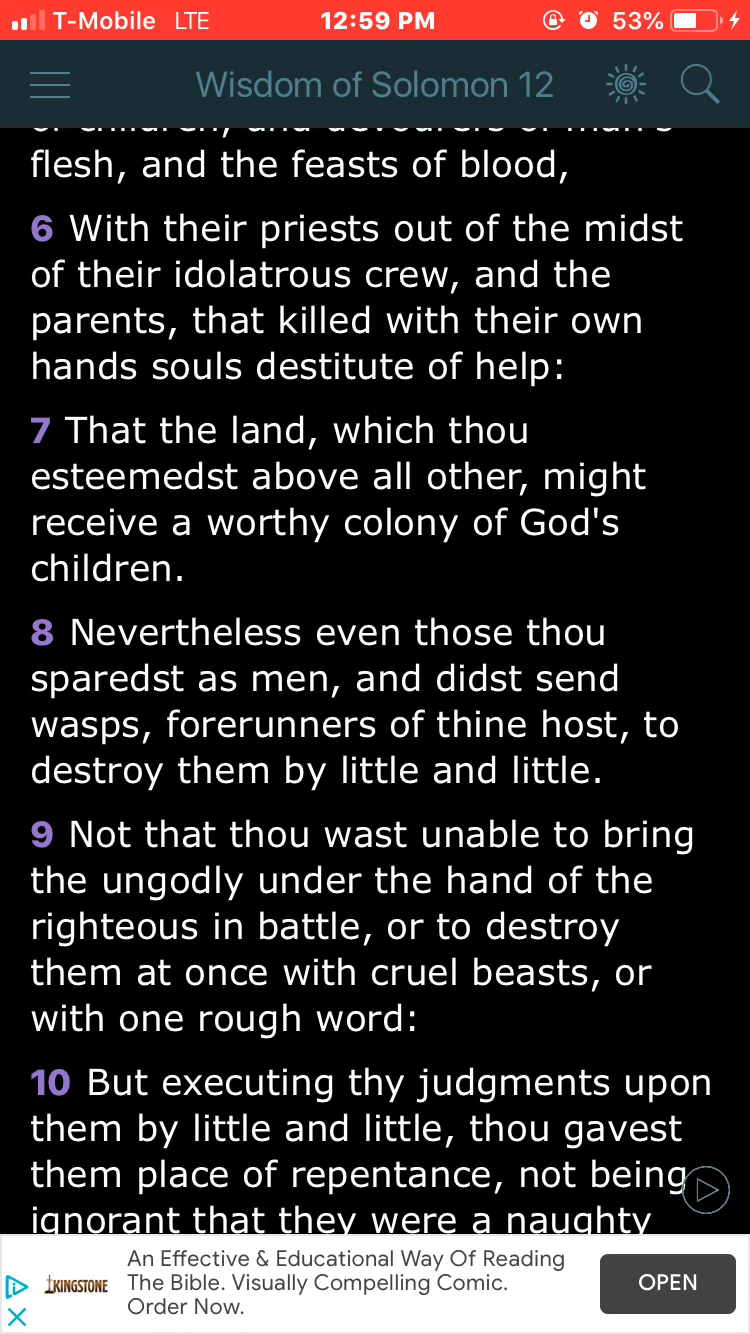 T-Mobile LTE 12:59 PM 53%
Wisdom of Solomon 12
of children, and devourers of man's
flesh, and the feasts of blood,
6 With their priests out of the midst
of their idolatrous crew, and the
parents, that killed with their own
hands souls destitute of help:
7 That the land, which thou
esteemedst above all other, might
receive a worthy colony of God's
children.
8 Nevertheless even those thou
sparedst as men, and didst send
wasps, forerunners of thine host, to
destroy them by little and little.
9 Not that thou wast unable to bring
the ungodly under the hand of the
righteous in battle, or to destroy
them at once with cruel beasts, or
with one rough word:
10 But executing thy judgments upon
them by little and little, thou gavest
them place of repentance, not being
ignorant that they were a naughty
KINGSTONE
An Effective & Educational Way Of Reading
The Bible. Visually Compelling Comic.
Order Now.
OPEN